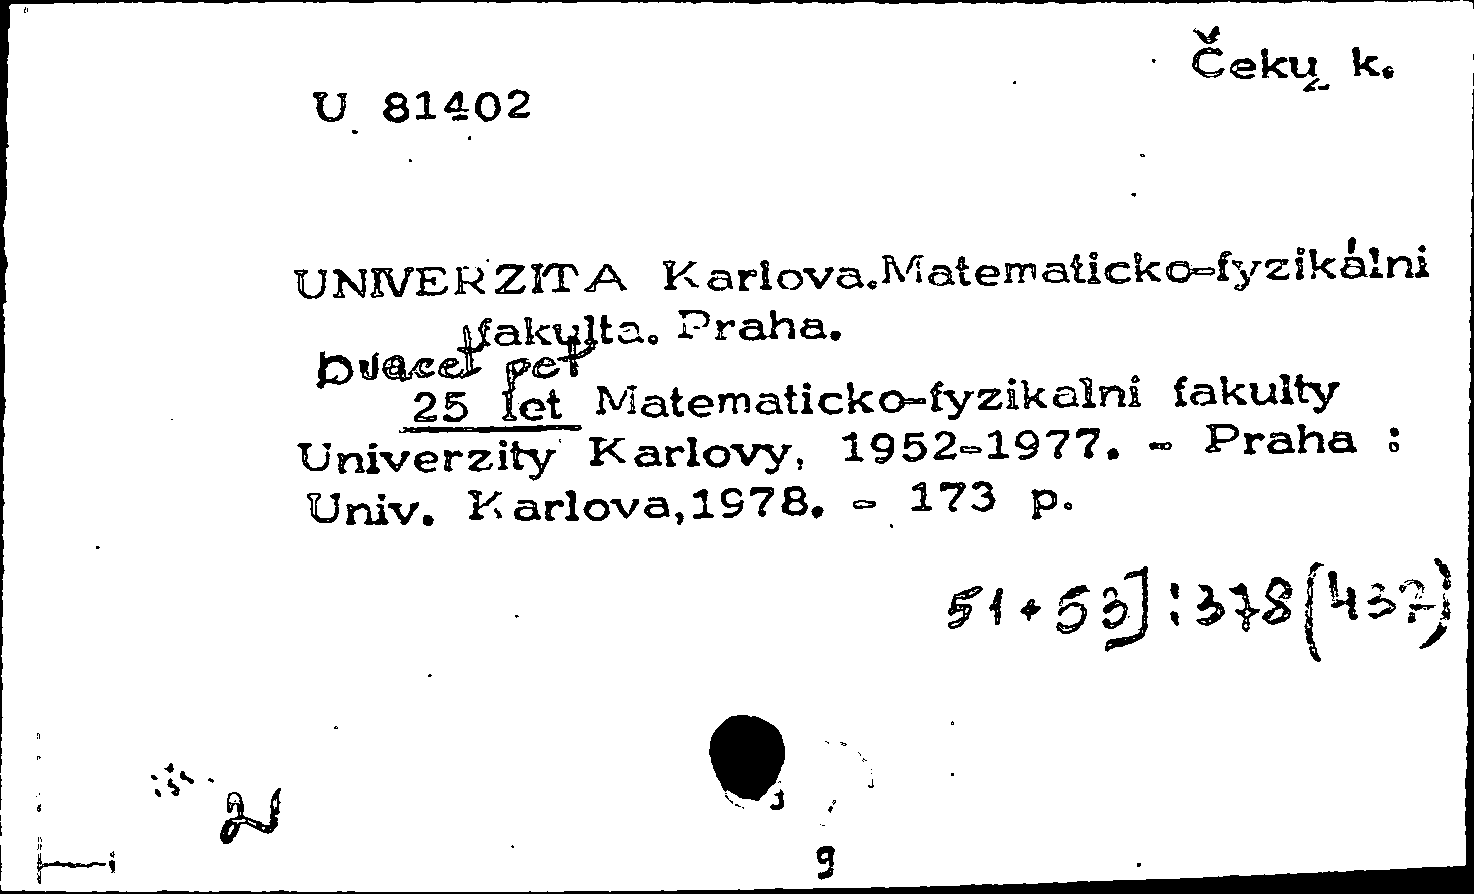 Čekų k.
U 81402
UNIVERZITA Karlova. Matematicko-fyzikálni
fakulta. Praha.
Dvacet pet
25 let Matematicko-fyzikalni fakulty
Univerzity Karlovy, 1952-1977. - Praha :
Univ. Karlova, 1978. - 173 p.
51+53]:378(437)
9